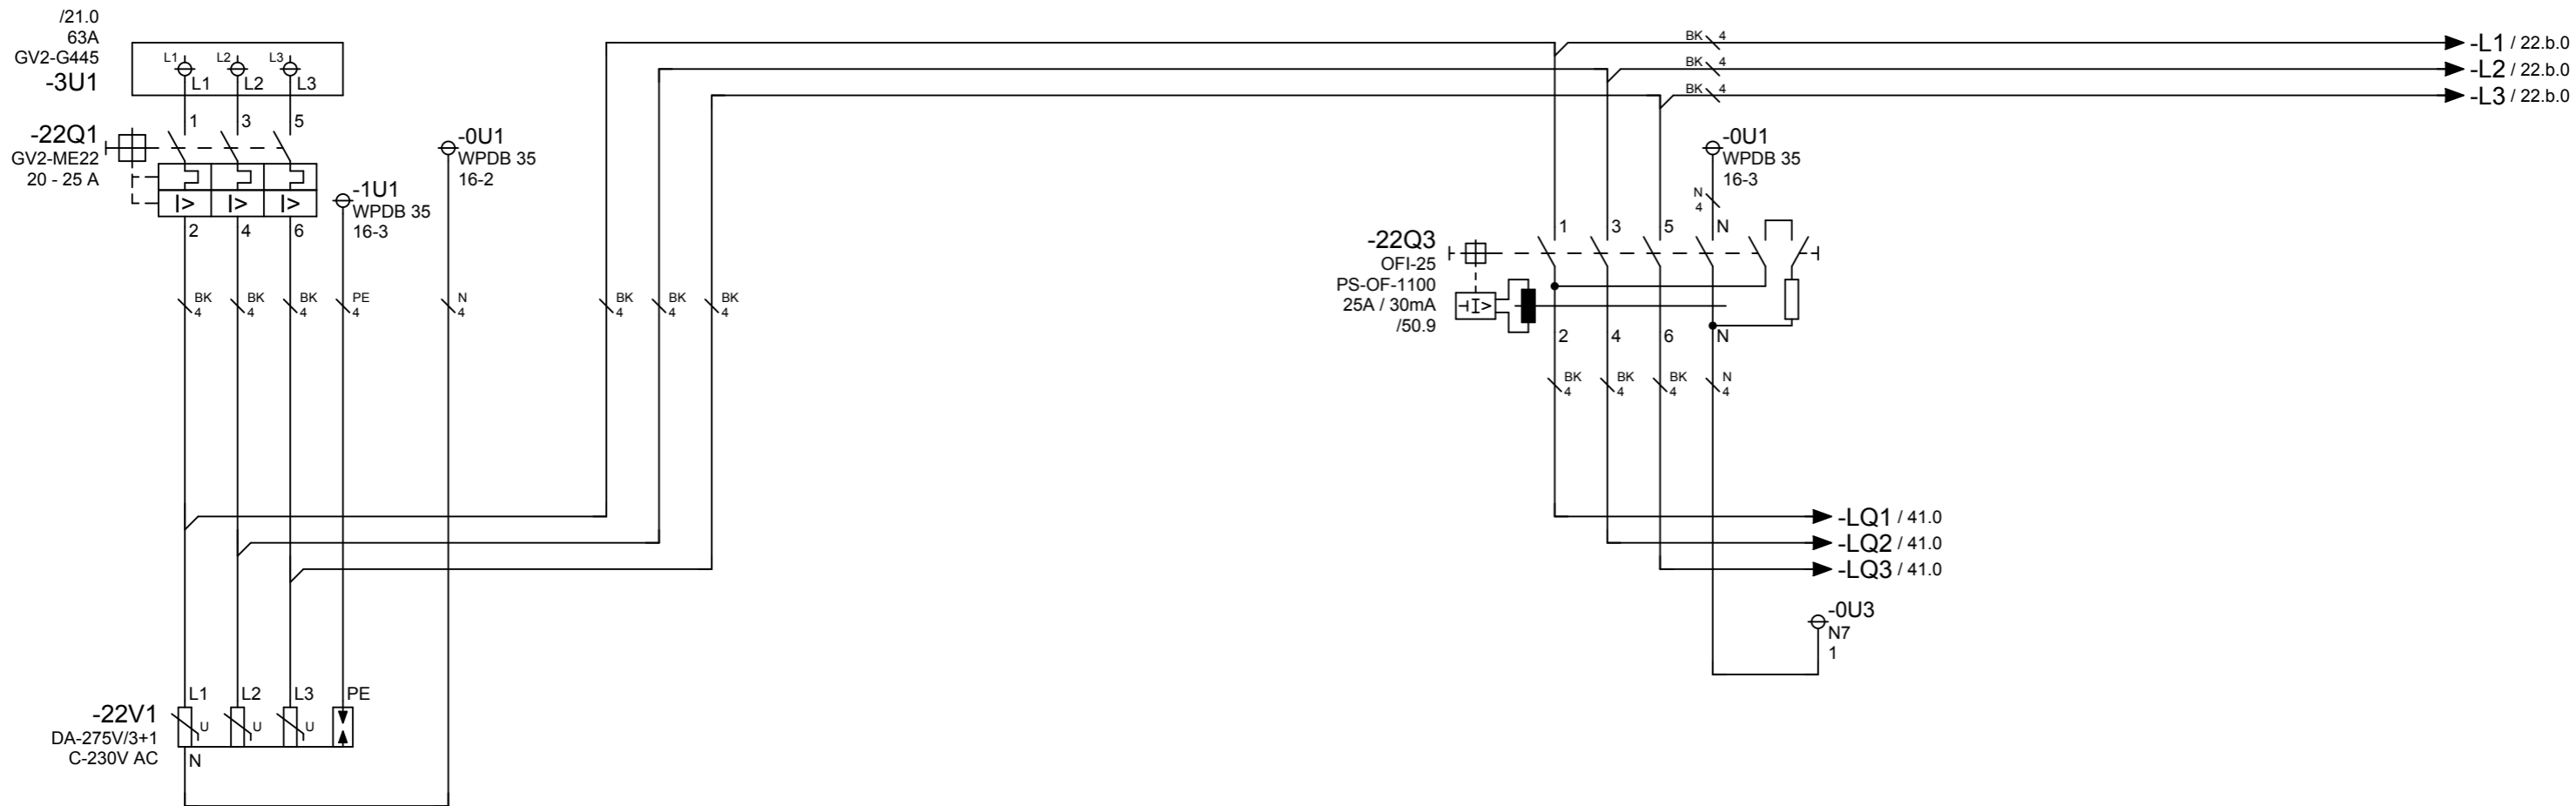 /21.0
63A
GV2-G445
-3U1
L1 L2 L3
L1 L2 L3
-22Q1
GV2-ME22
20 - 25 A
1 3 5
I> I> I>
2 4 6
-1U1
WPDB 35
16-3
-0U1
WPDB 35
16-2
BK 4
BK 4
BK 4
PE 4
N 4
BK 4
BK 4
BK 4
BK 4
BK 4
BK 4
-L1 / 22.b.0
-L2 / 22.b.0
-L3 / 22.b.0
-0U1
WPDB 35
16-3
N 4
-22Q3
OFI-25
PS-OF-1100
25A / 30mA
/50.9
1 3 5 N
I>
2 4 6 N
BK 4
BK 4
BK 4
N 4
-LQ1 / 41.0
-LQ2 / 41.0
-LQ3 / 41.0
-0U3
N7
1
-22V1
DA-275V/3+1
C-230V AC
L1 L2 L3 PE
U U U
N